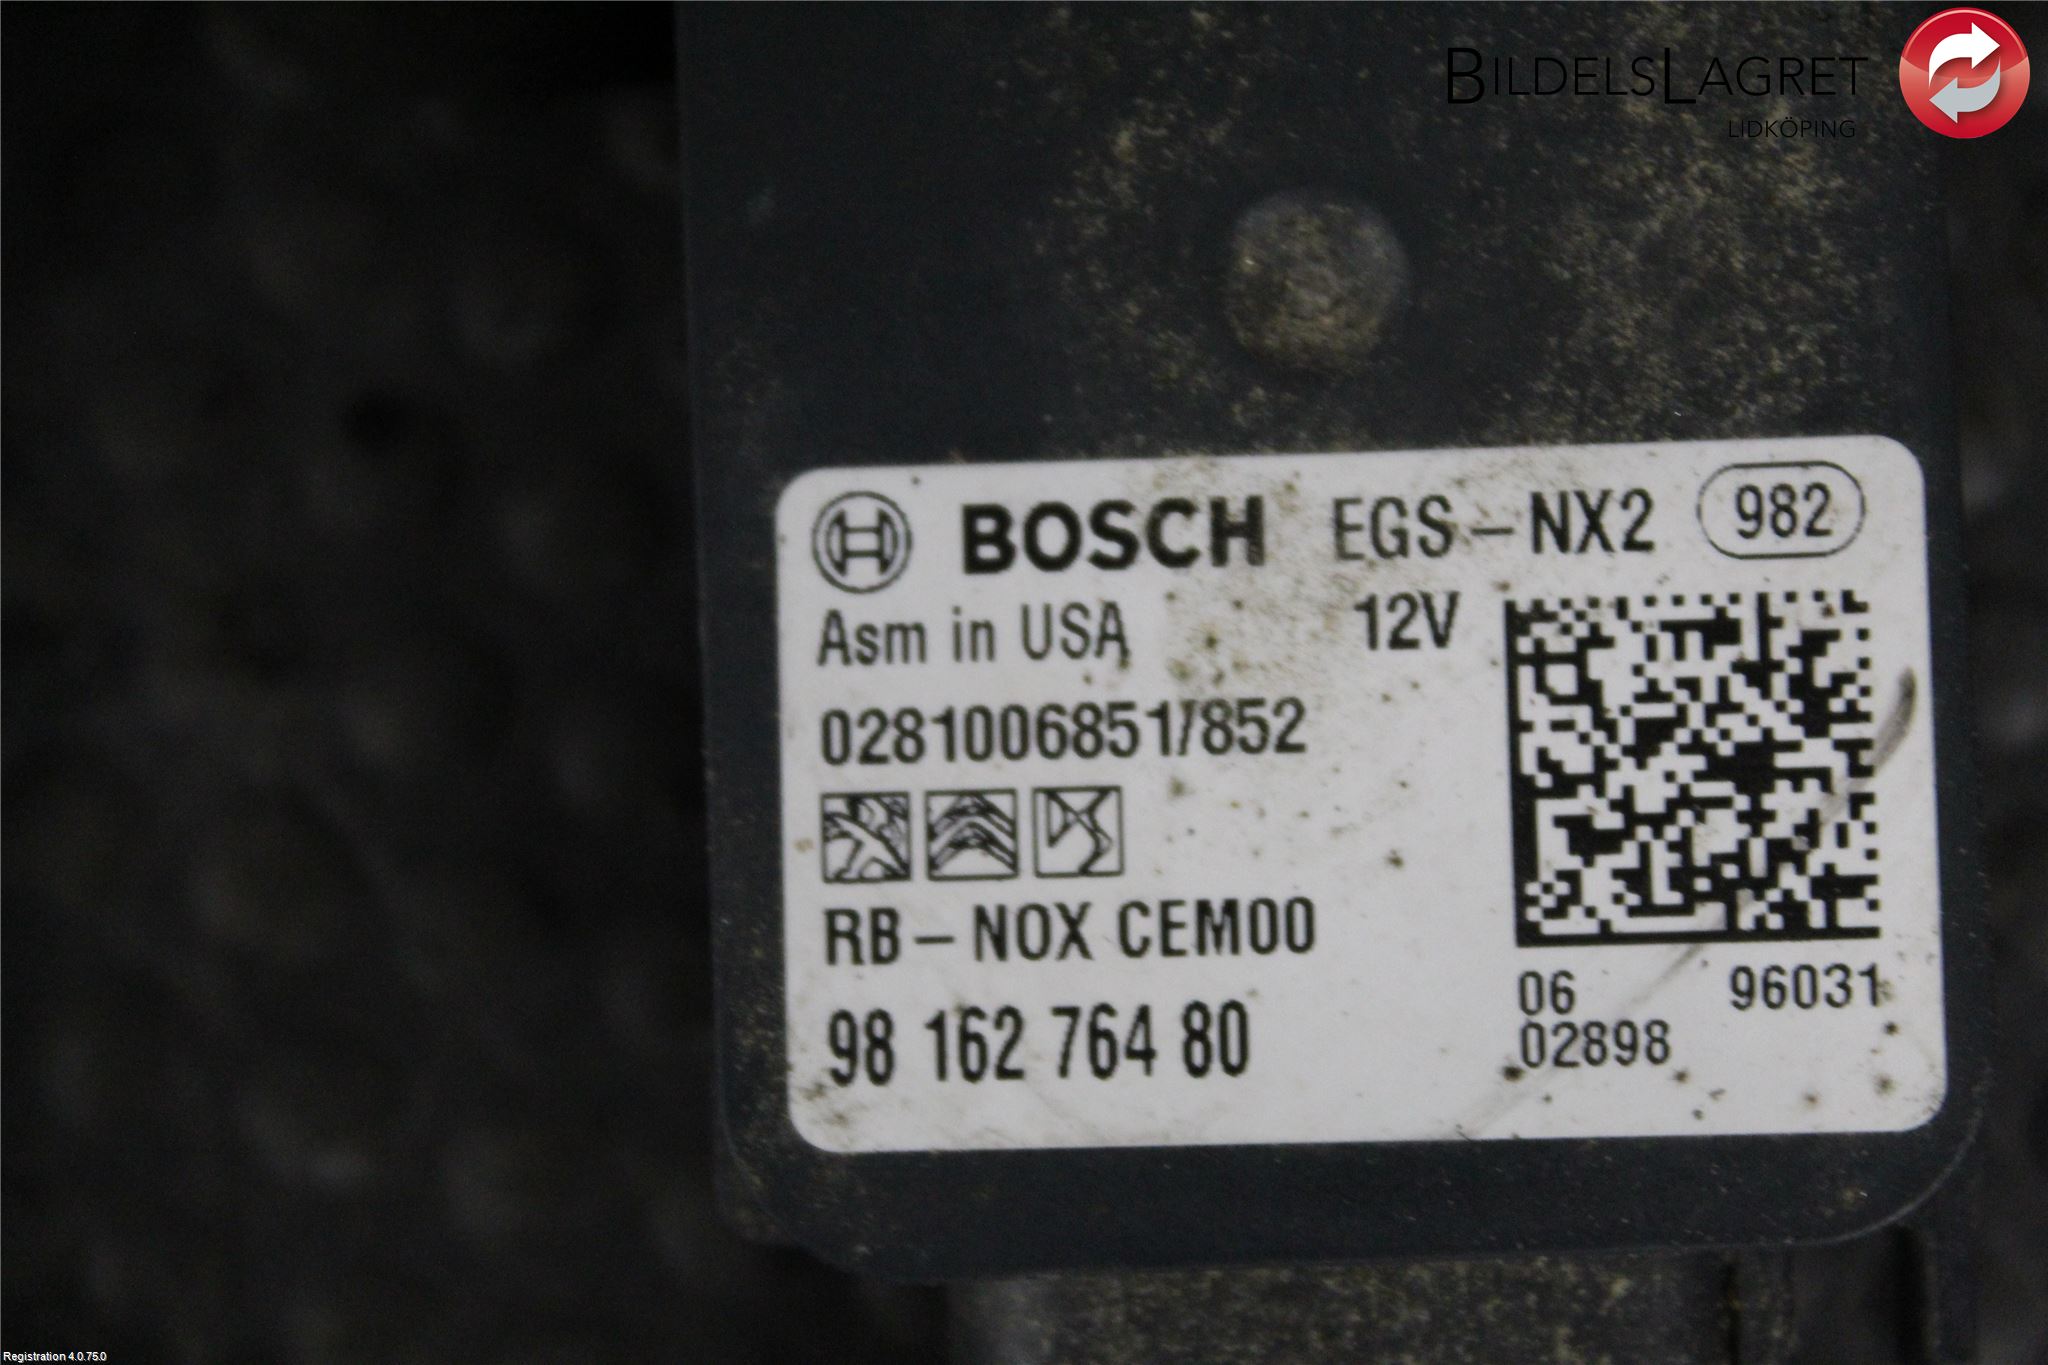 BILDELSLAGRET
LIDKÖPING
BOSCH EGS-NX2 982
Asm in USA 12V
0281006851/852
RB-NOX CEM00
98 162 764 80
06 96031
02898
Registration 4.0.75.0